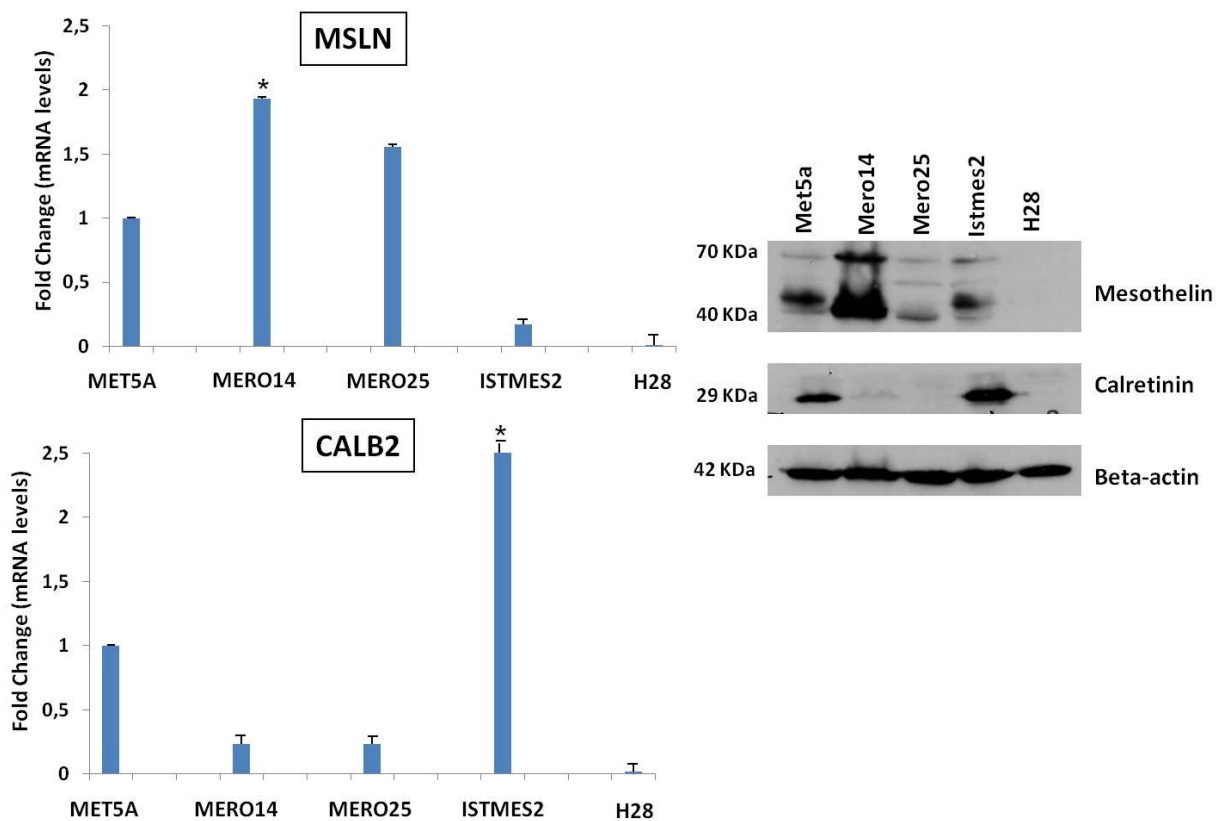 MSLN
Fold Change (mRNA levels)
2,5
2
1,5
1
0,5
0
*
MET5A MERO14 MERO25 ISTMES2 H28
CALB2
Fold Change (mRNA levels)
2,5
2
1,5
1
0,5
0
*
MET5A MERO14 MERO25 ISTMES2 H28
Met5a Mero14 Mero25 Istmes2 H28
70 KDa
40 KDa
Mesothelin
29 KDa
Calretinin
42 KDa
Beta-actin